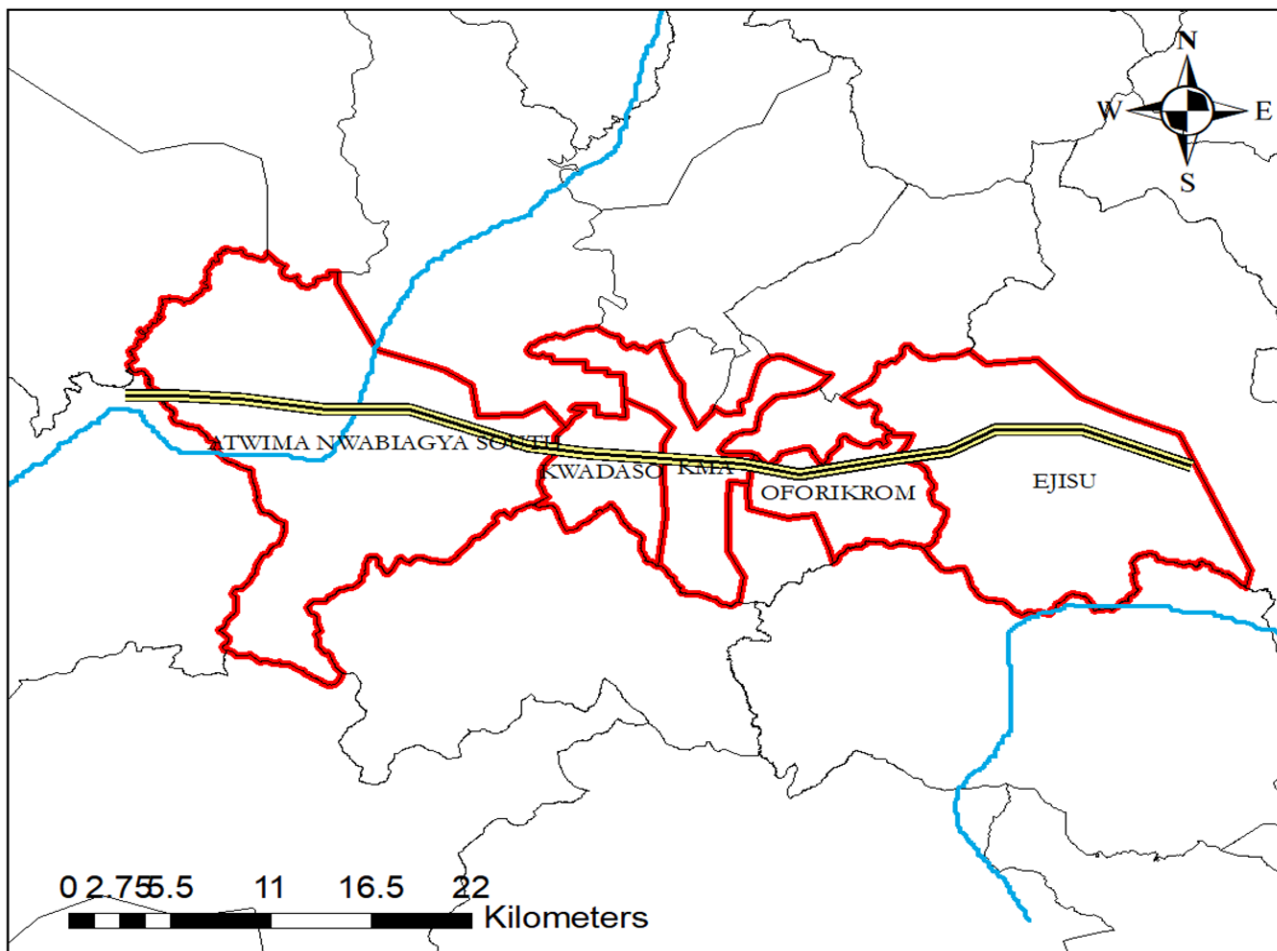 N
W E
S
ATWIMA NWABIAGYA SOUTH
KWADASO
KMA
OFORIKROM
EJISU
0 2.75 5.5 11 16.5 22
Kilometers